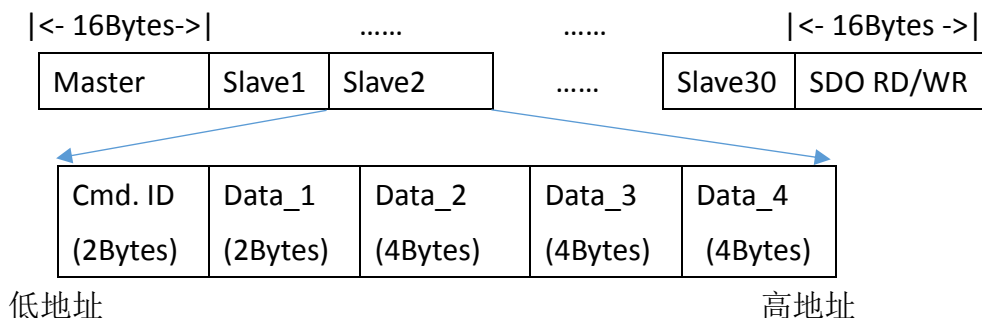 |<- 16Bytes->| …… …… |<- 16Bytes ->|
Master Slave1 Slave2 …… Slave30 SDO RD/WR
Cmd. ID Data_1 Data_2 Data_3 Data_4
(2Bytes) (2Bytes) (4Bytes) (4Bytes) (4Bytes)
低地址 高地址